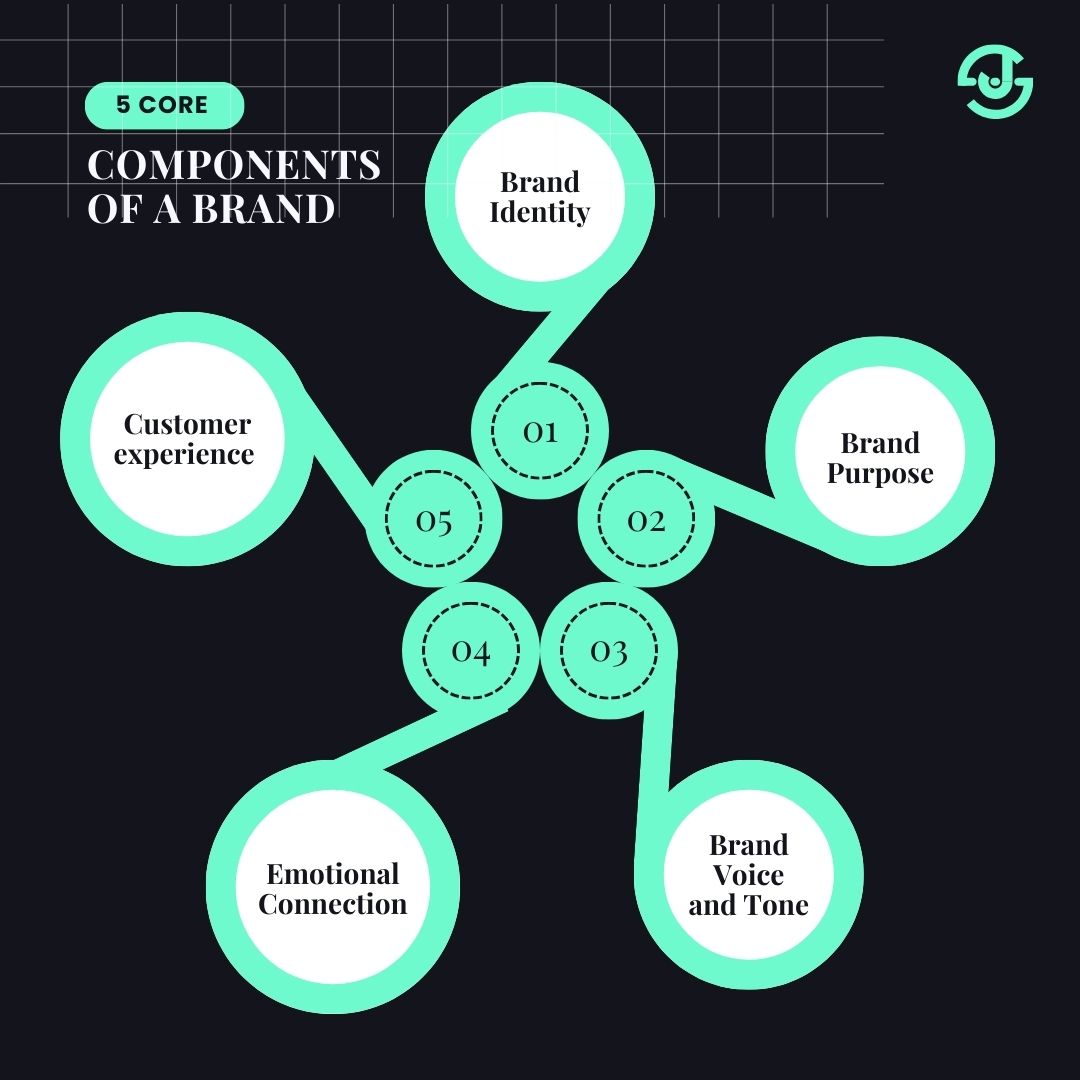 5 CORE
COMPONENTS
OF A BRAND
Brand
Identity
01
Brand
Purpose
02
Brand
Voice
and Tone
03
Emotional
Connection
04
Customer
experience
05